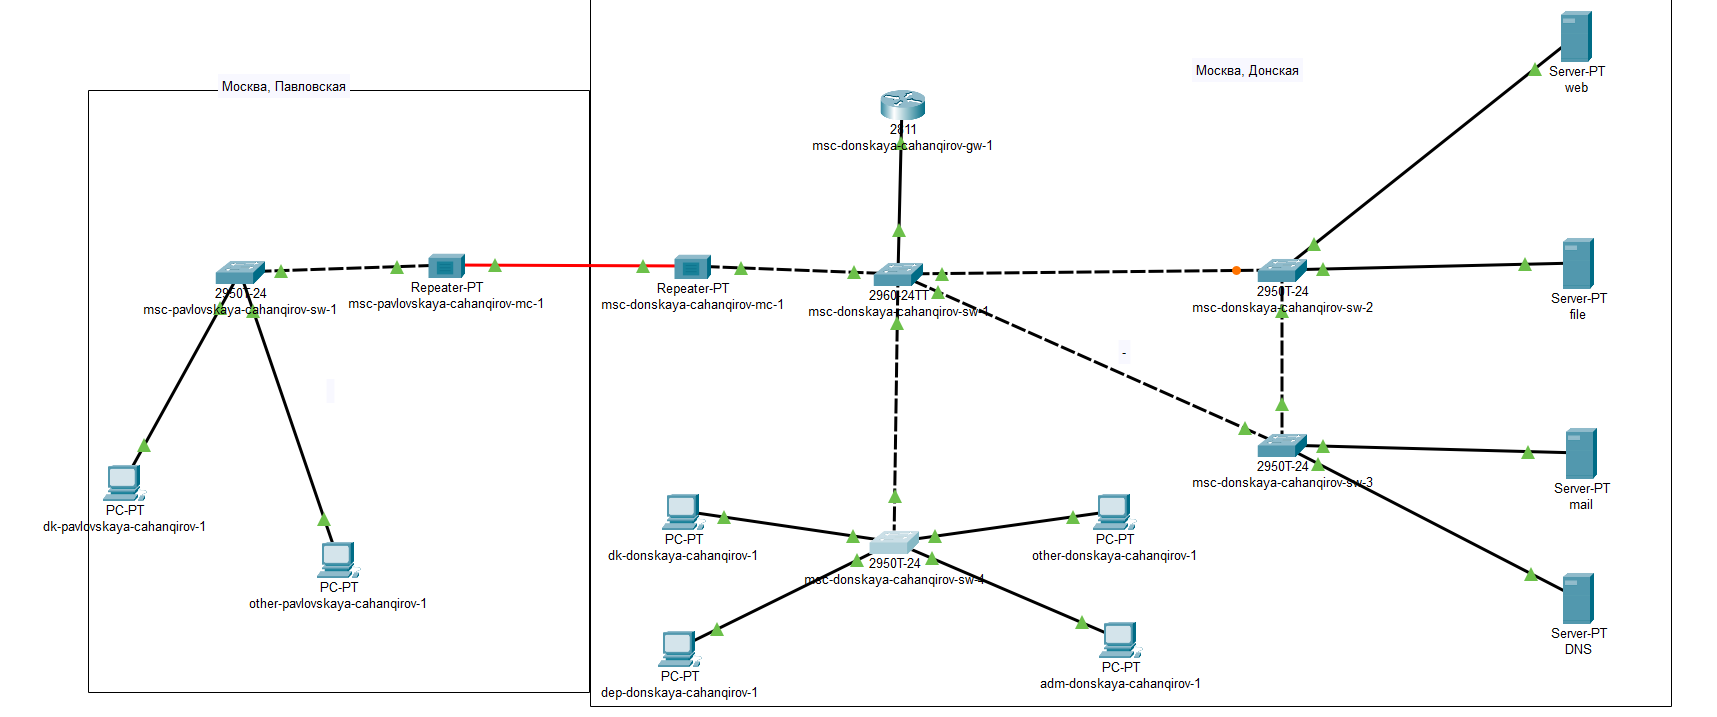 Москва, Павловская
Москва, Донская
Server-PT
web
2811
msc-donskaya-cahanqirov-gw-1
2950T-24
msc-pavlovskaya-cahanqirov-sw-1
Repeater-PT
msc-pavlovskaya-cahanqirov-mc-1
Repeater-PT
msc-donskaya-cahanqirov-mc-1
2960-24TT
msc-donskaya-cahanqirov-sw-1
2950T-24
msc-donskaya-cahanqirov-sw-2
Server-PT
file
-
2950T-24
msc-donskaya-cahanqirov-sw-3
Server-PT
mail
PC-PT
dk-pavlovskaya-cahanqirov-1
PC-PT
other-pavlovskaya-cahanqirov-1
PC-PT
dk-donskaya-cahanqirov-1
PC-PT
other-donskaya-cahanqirov-1
2950T-24
msc-donskaya-cahanqirov-sw-4
PC-PT
dep-donskaya-cahanqirov-1
PC-PT
adm-donskaya-cahanqirov-1
Server-PT
DNS